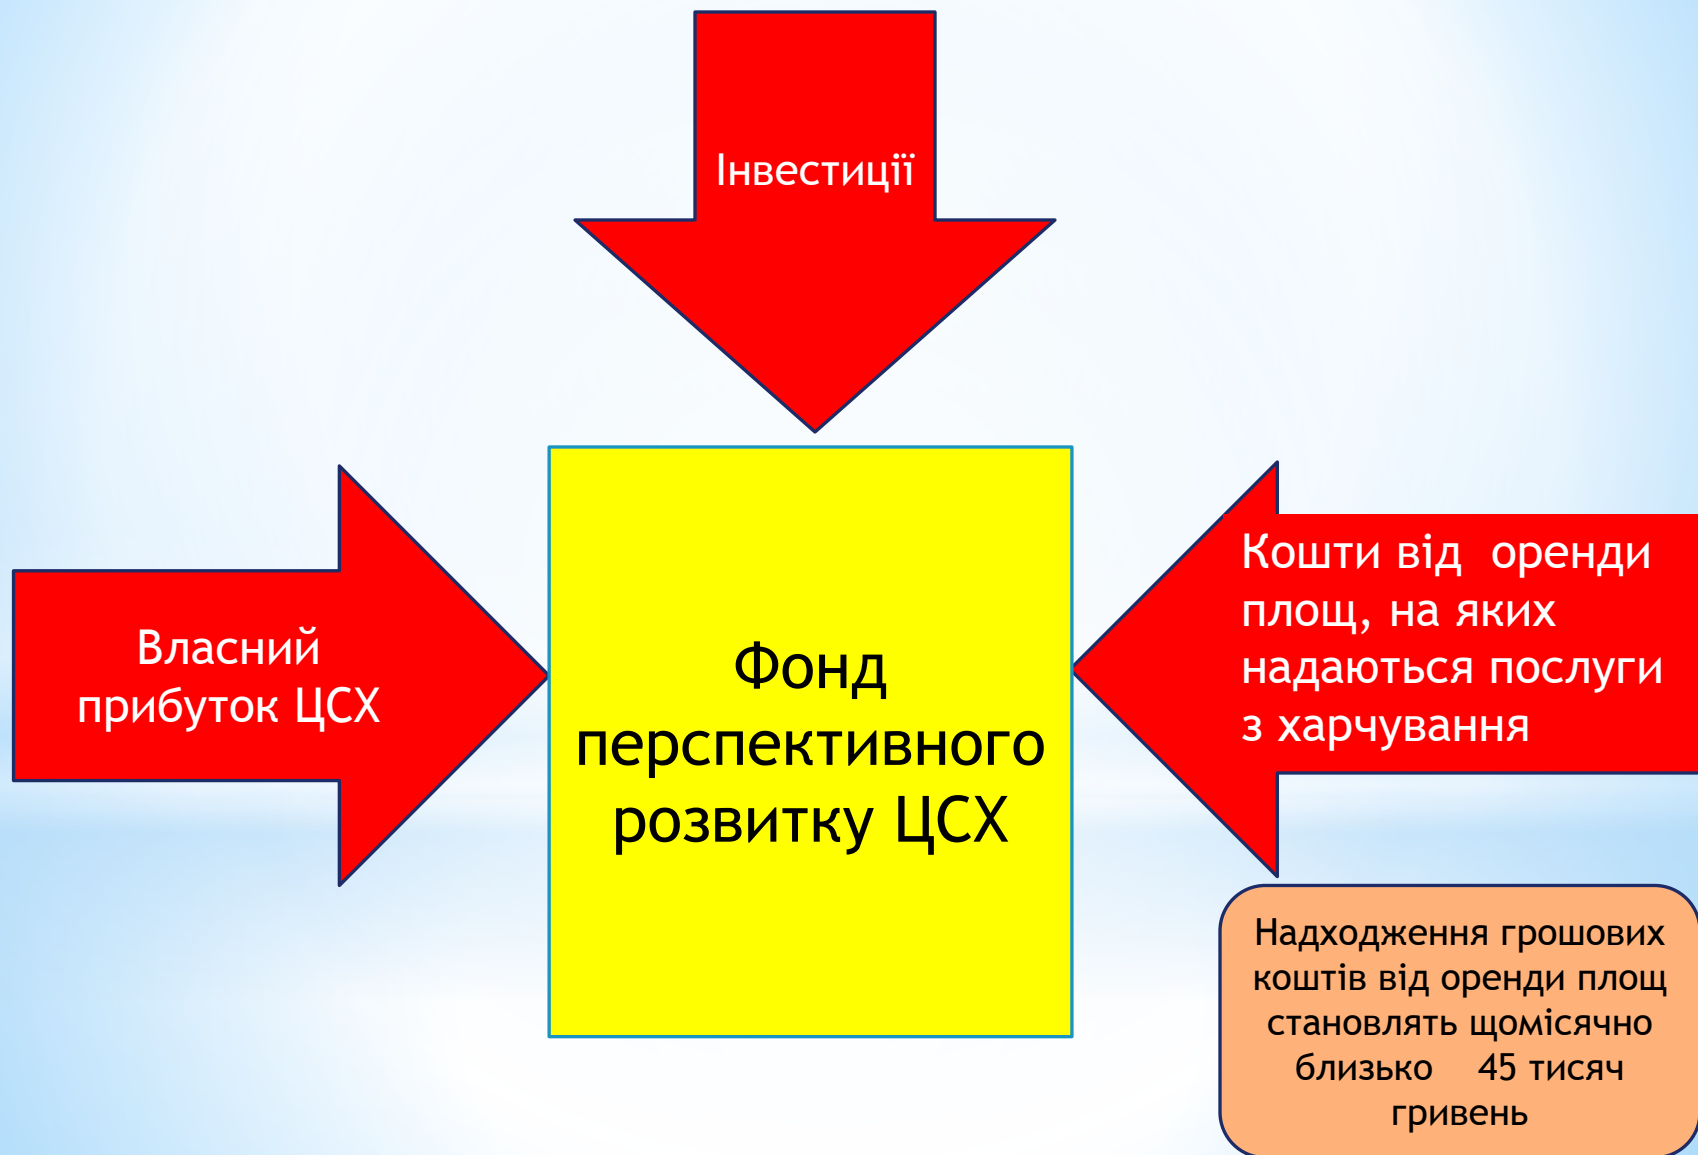 Інвестиції
Власний
прибуток ЦСХ
Фонд
перспективного
розвитку ЦСХ
Кошти від  оренди
площ, на яких
надаються послуги
з харчування
Надходження грошових
коштів від оренди площ
становлять щомісячно
близько   45 тисяч
гривень